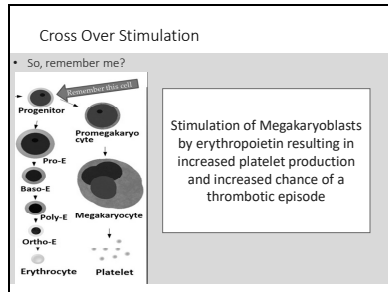 Cross Over Stimulation
• So, remember me?
Remember this cell
Progenitor
Promegakaryo
cyte
Pro-E
Baso-E
Poly-E
Megakaryocyte
Ortho-E
Erythrocyte
Platelet
Stimulation of Megakaryoblasts
by erythropoietin resulting in
increased platelet production
and increased chance of a
thrombotic episode